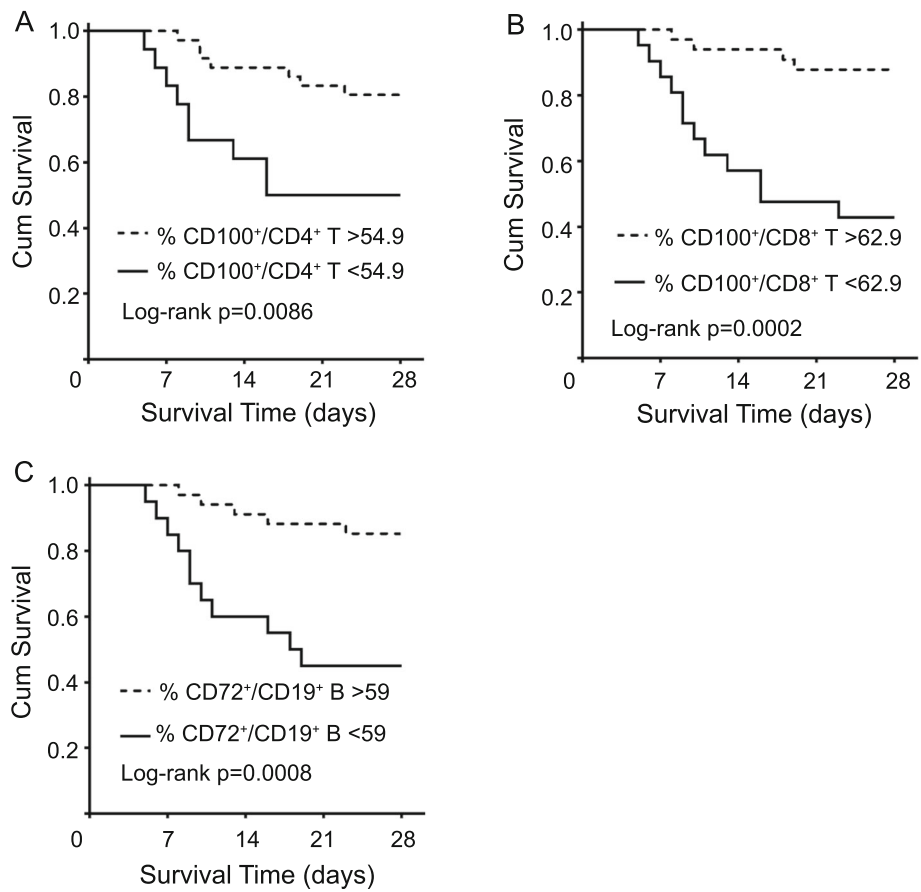 A
1.0
0.8
0.6
0.4
0.2
Cum Survival
% CD100⁺/CD4⁺ T >54.9
% CD100⁺/CD4⁺ T <54.9
Log-rank p=0.0086
0 7 14 21 28
Survival Time (days)
B
1.0
0.8
0.6
0.4
0.2
Cum Survival
% CD100⁺/CD8⁺ T >62.9
% CD100⁺/CD8⁺ T <62.9
Log-rank p=0.0002
0 7 14 21 28
Survival Time (days)
C
1.0
0.8
0.6
0.4
0.2
Cum Survival
% CD72⁺/CD19⁺ B >59
% CD72⁺/CD19⁺ B <59
Log-rank p=0.0008
0 7 14 21 28
Survival Time (days)